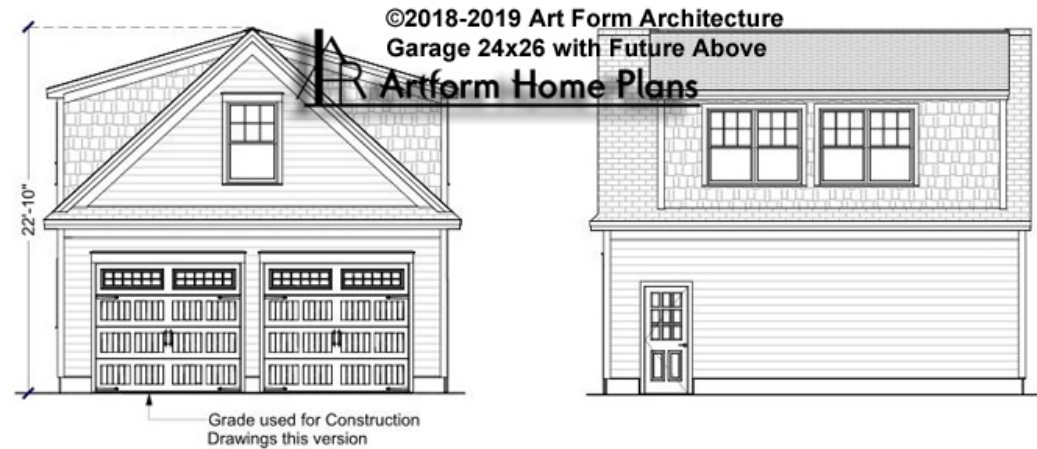 ©2018-2019 Art Form Architecture
Garage 24x26 with Future Above
AR Artform Home Plans
22'-10"
Grade used for Construction
Drawings this version